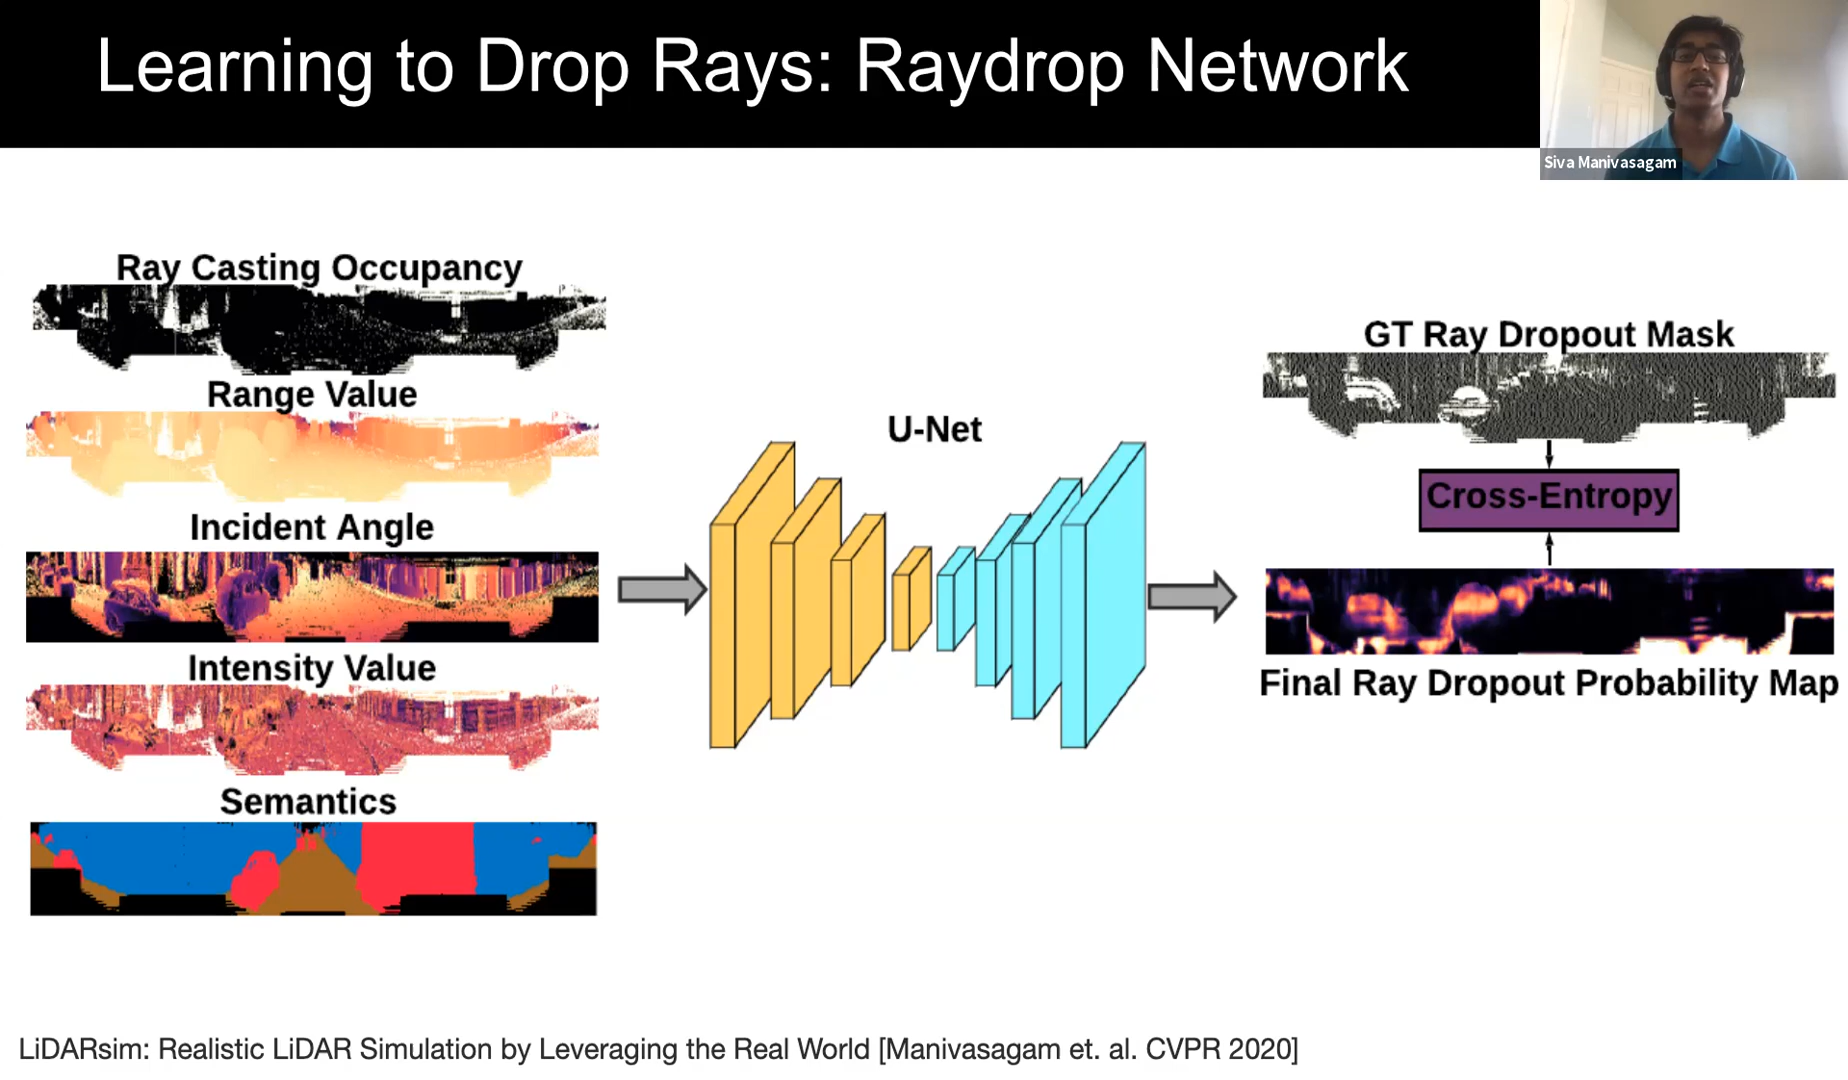 Learning to Drop Rays: Raydrop Network
Siva Manivasagam
Ray Casting Occupancy
Range Value
Incident Angle
Intensity Value
Semantics
U-Net
GT Ray Dropout Mask
Cross-Entropy
Final Ray Dropout Probability Map
LiDARsim: Realistic LiDAR Simulation by Leveraging the Real World [Manivasagam et. al. CVPR 2020]